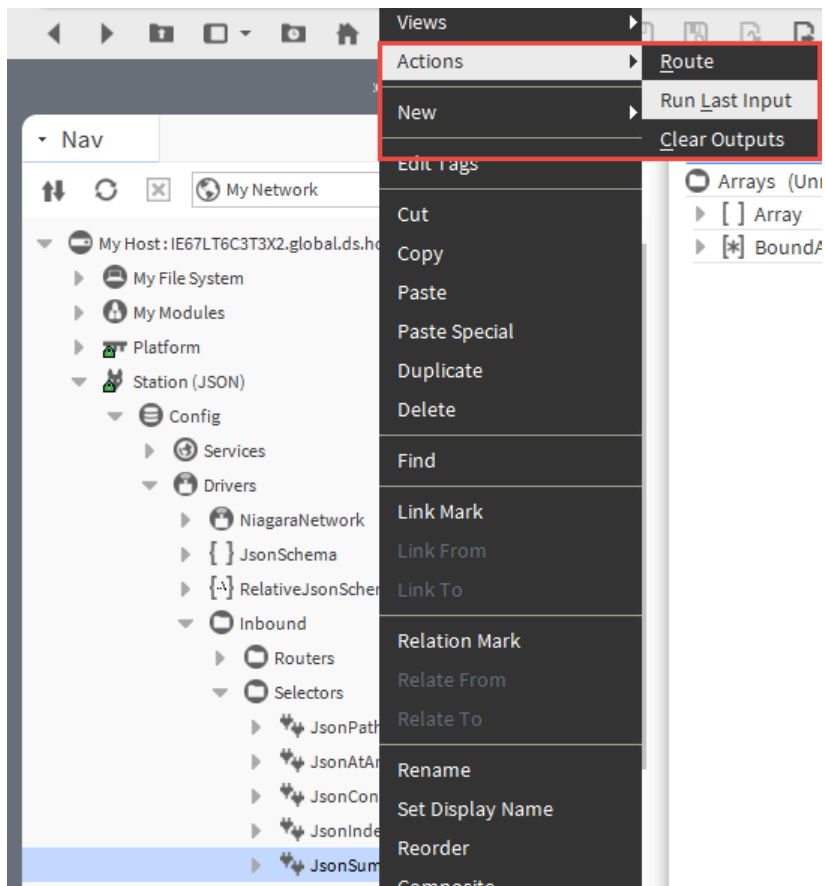 Views
Actions
Route
Run Last Input
New
Clear Outputs
Nav
Edit Tags
Arrays (Unr
My Network
[ ] Array
Cut
My Host : IE67LT6C3T3X2.global.ds.ho
[*] BoundA
Copy
My File System
Paste
My Modules
Paste Special
Platform
Duplicate
Station (JSON)
Delete
Config
Services
Find
Drivers
Link Mark
NiagaraNetwork
Link From
{ } JsonSchema
Link To
RelativeJsonSchem
Inbound
Relation Mark
Routers
Relate From
Selectors
Relate To
JsonPath
JsonAtAr
Rename
JsonCon
Set Display Name
JsonInde
Reorder
JsonSum
Composite